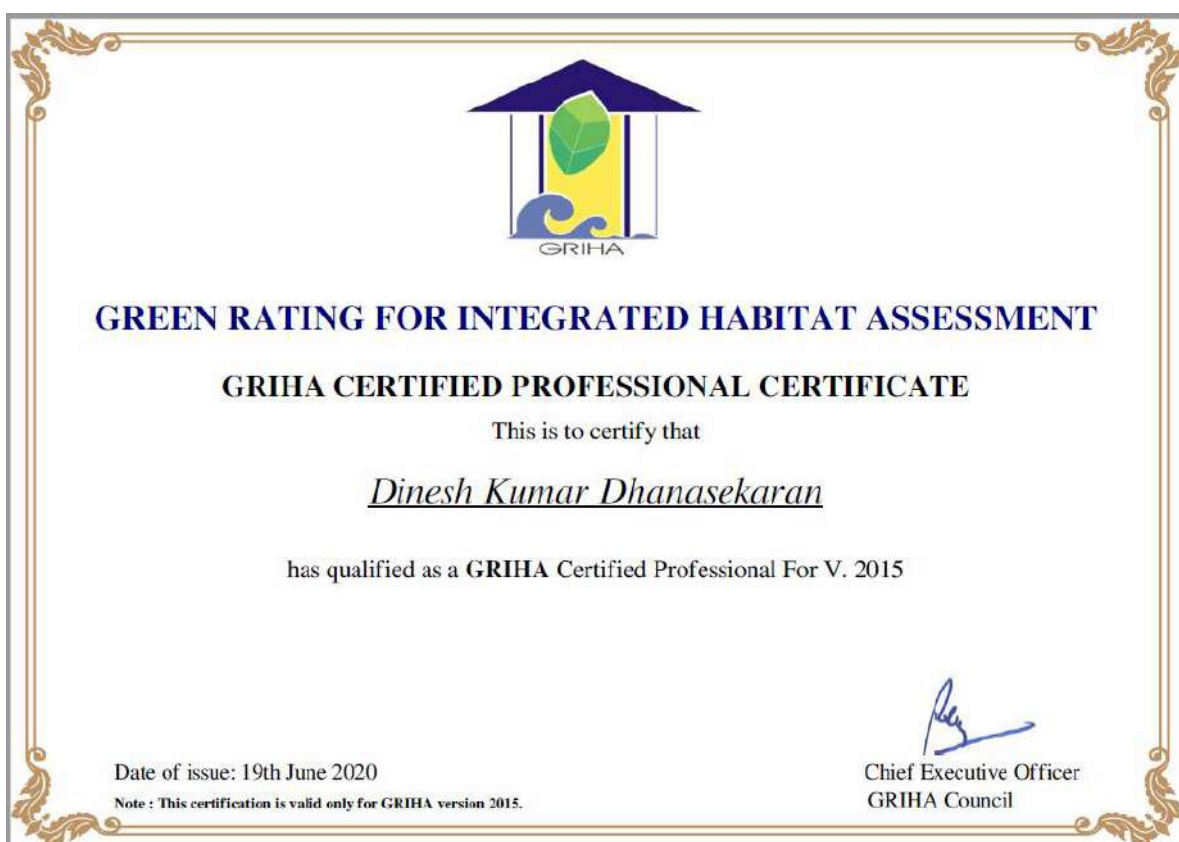 GRIHA
GREEN RATING FOR INTEGRATED HABITAT ASSESSMENT
GRIHA CERTIFIED PROFESSIONAL CERTIFICATE
This is to certify that
Dinesh Kumar Dhanasekaran
has qualified as a GRIHA Certified Professional For V. 2015
Date of issue: 19th June 2020
Note : This certification is valid only for GRIHA version 2015.
Chief Executive Officer
GRIHA Council